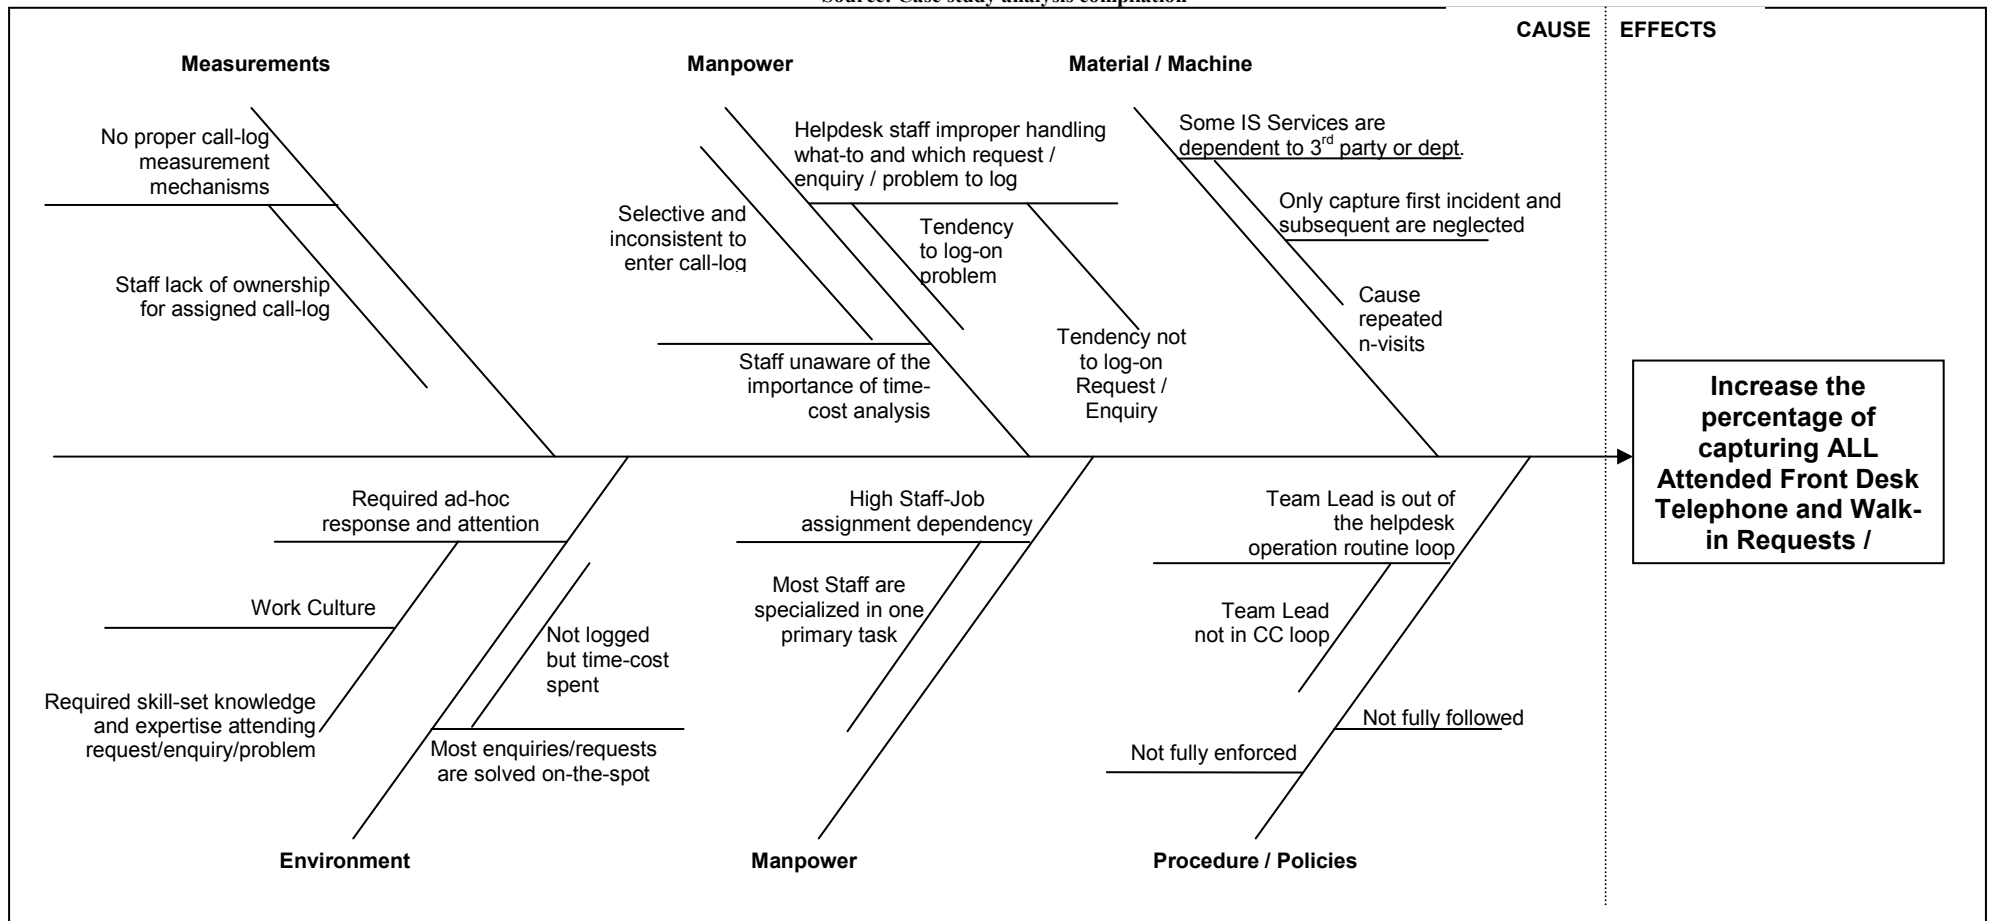 Source: Case study analysis compilation
CAUSE
EFFECTS
Measurements
Manpower
Material / Machine
No proper call-log
measurement
mechanisms
Staff lack of ownership
for assigned call-log
Selective and
inconsistent to
enter call-log
Helpdesk staff improper handling
what-to and which request /
enquiry / problem to log
Tendency
to log-on
problem
Tendency not
to log-on
Request /
Enquiry
Staff unaware of the
importance of time-
cost analysis
Some IS Services are
dependent to 3rd party or dept.
Only capture first incident and
subsequent are neglected
Cause
repeated
n-visits
Increase the
percentage of
capturing ALL
Attended Front Desk
Telephone and Walk-
in Requests /
Required ad-hoc
response and attention
Work Culture
Required skill-set knowledge
and expertise attending
request/enquiry/problem
Not logged
but time-cost
spent
Most enquiries/requests
are solved on-the-spot
High Staff-Job
assignment dependency
Most Staff are
specialized in one
primary task
Team Lead is out of
the helpdesk
operation routine loop
Team Lead
not in CC loop
Not fully followed
Not fully enforced
Environment
Manpower
Procedure / Policies